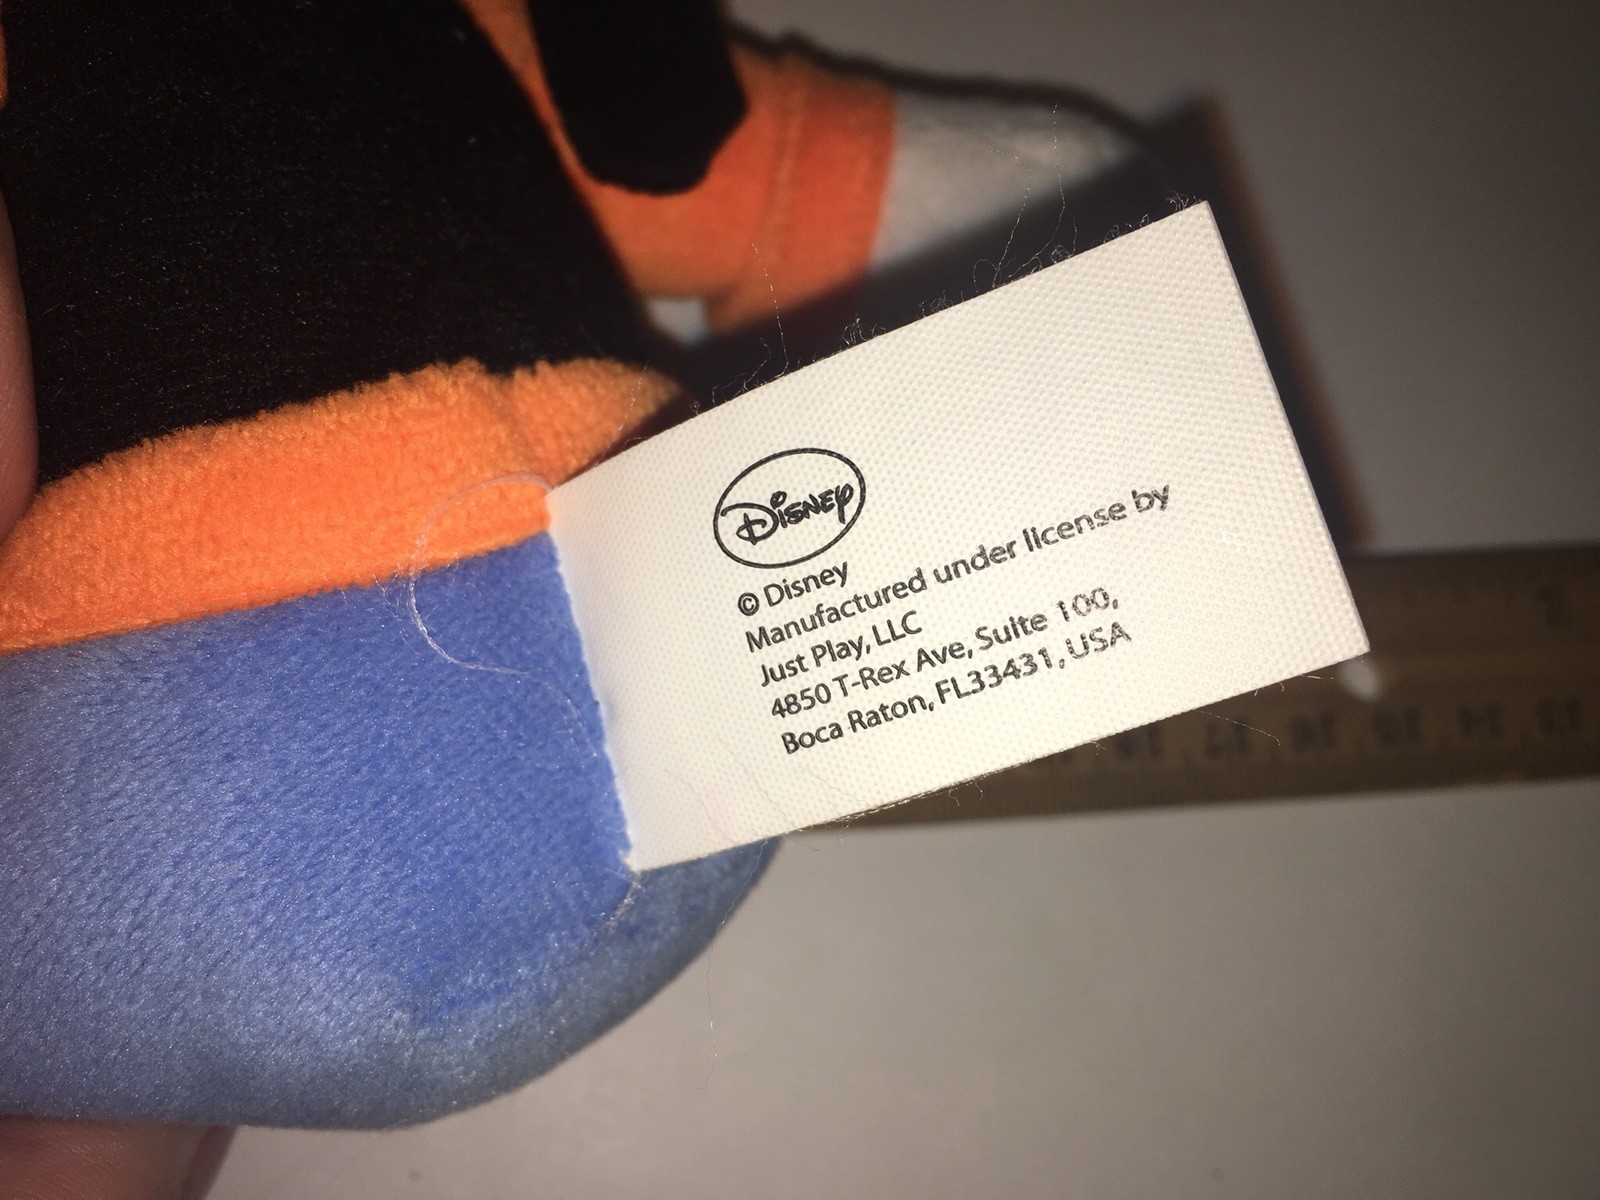 Disney
© Disney
Manufactured under license by
Just Play, LLC
4850 T-Rex Ave, Suite 100,
Boca Raton, FL33431, USA